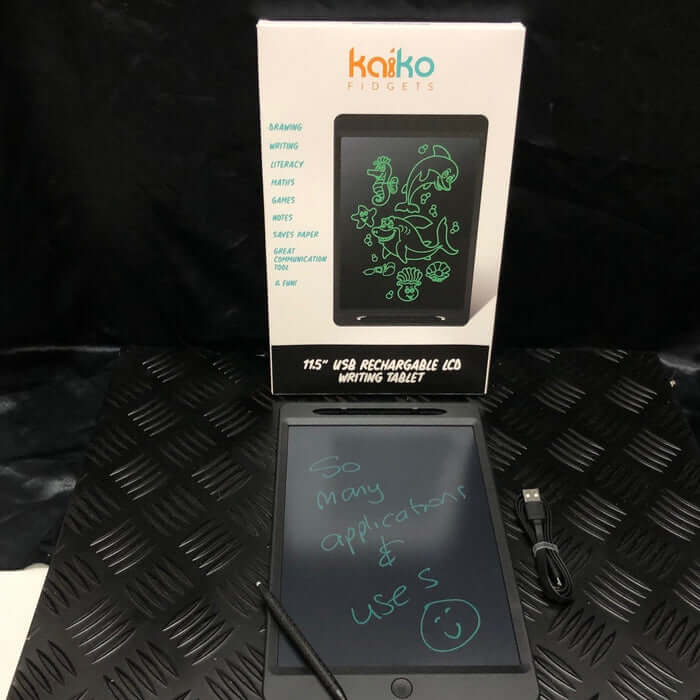 kaiko
FIDGETS
DRAWING
WRITING
LITERACY
MATHS
GAMES
NOTES
SAVES PAPER
GREAT
COMMUNICATION
TOOL
& FUN!
11.5" USB RECHARGABLE LCD
WRITING TABLET
So
many
applications
&
uses